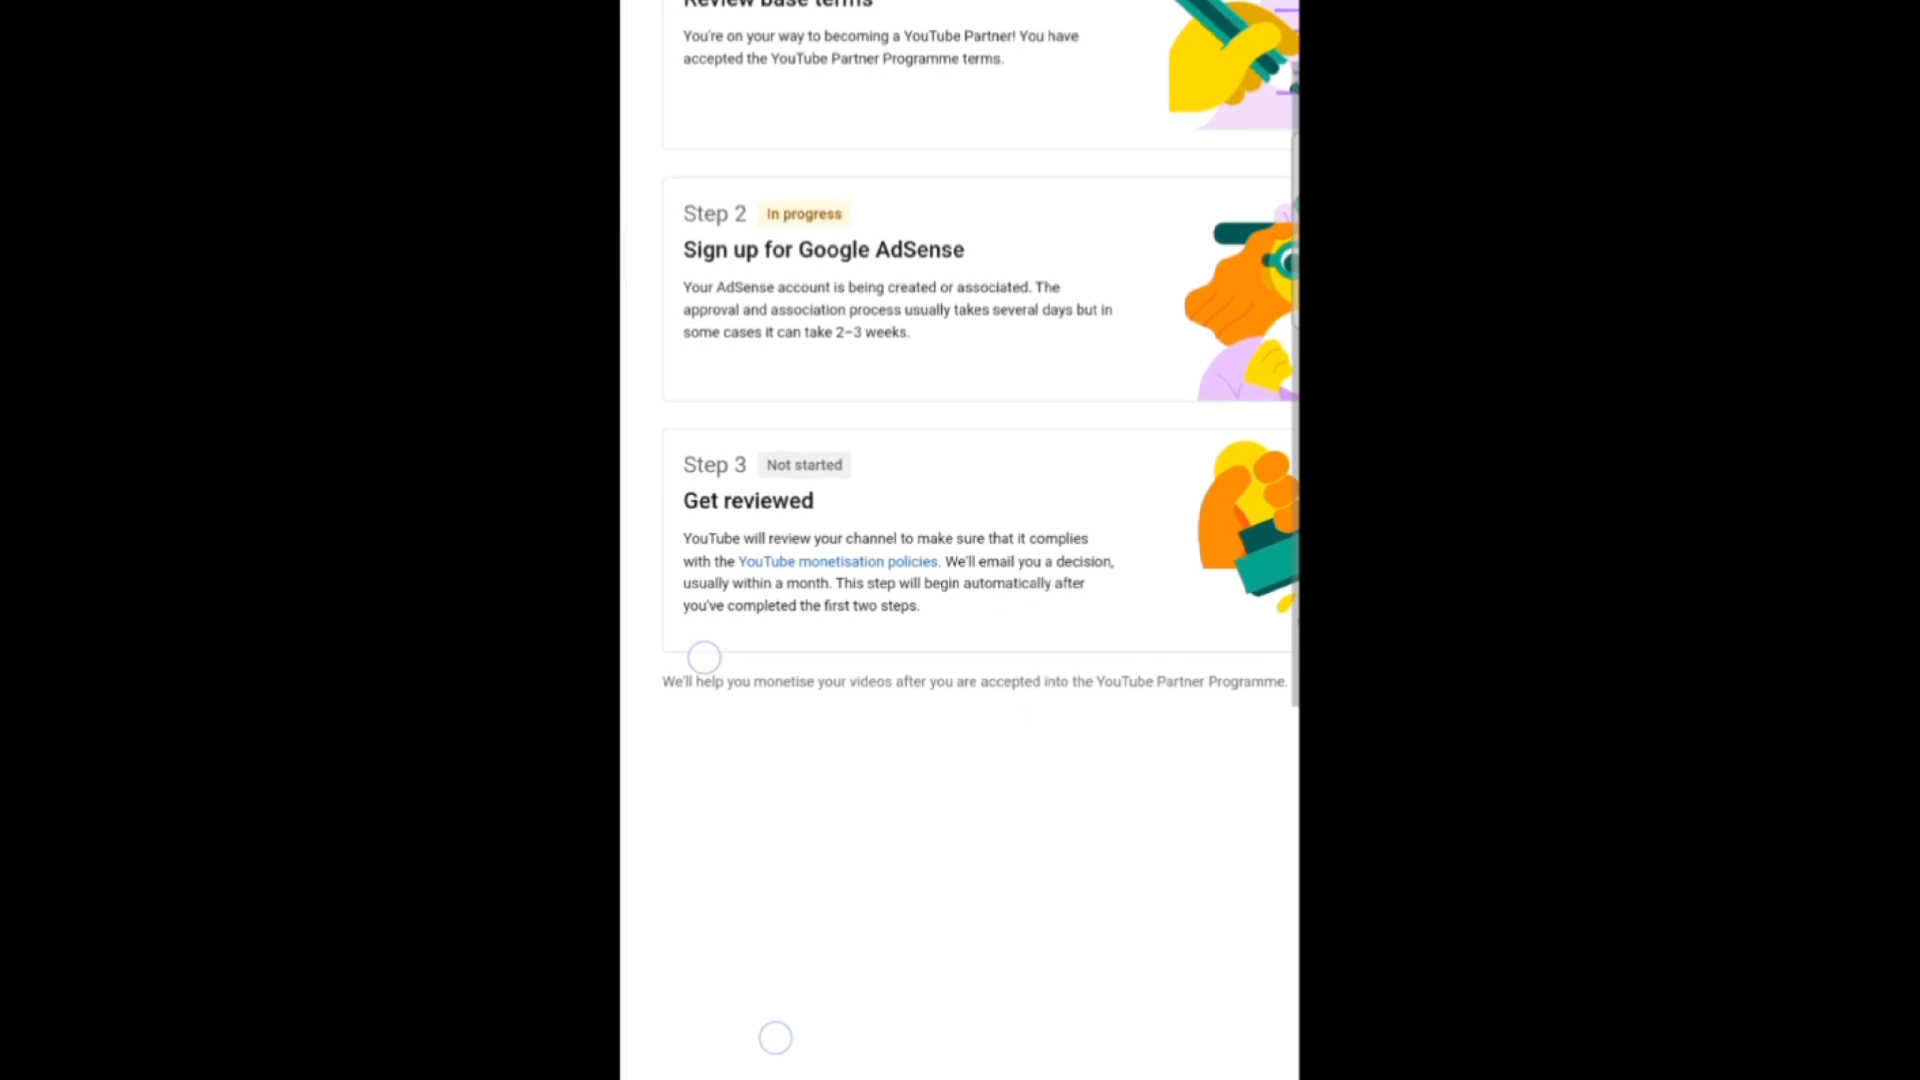 Review base terms
You're on your way to becoming a YouTube Partner! You have
accepted the YouTube Partner Programme terms.
Step 2 In progress
Sign up for Google AdSense
Your AdSense account is being created or associated. The
approval and association process usually takes several days but in
some cases it can take 2–3 weeks.
Step 3 Not started
Get reviewed
YouTube will review your channel to make sure that it complies
with the YouTube monetisation policies. We'll email you a decision,
usually within a month. This step will begin automatically after
you've completed the first two steps.
We'll help you monetise your videos after you are accepted into the YouTube Partner Programme.